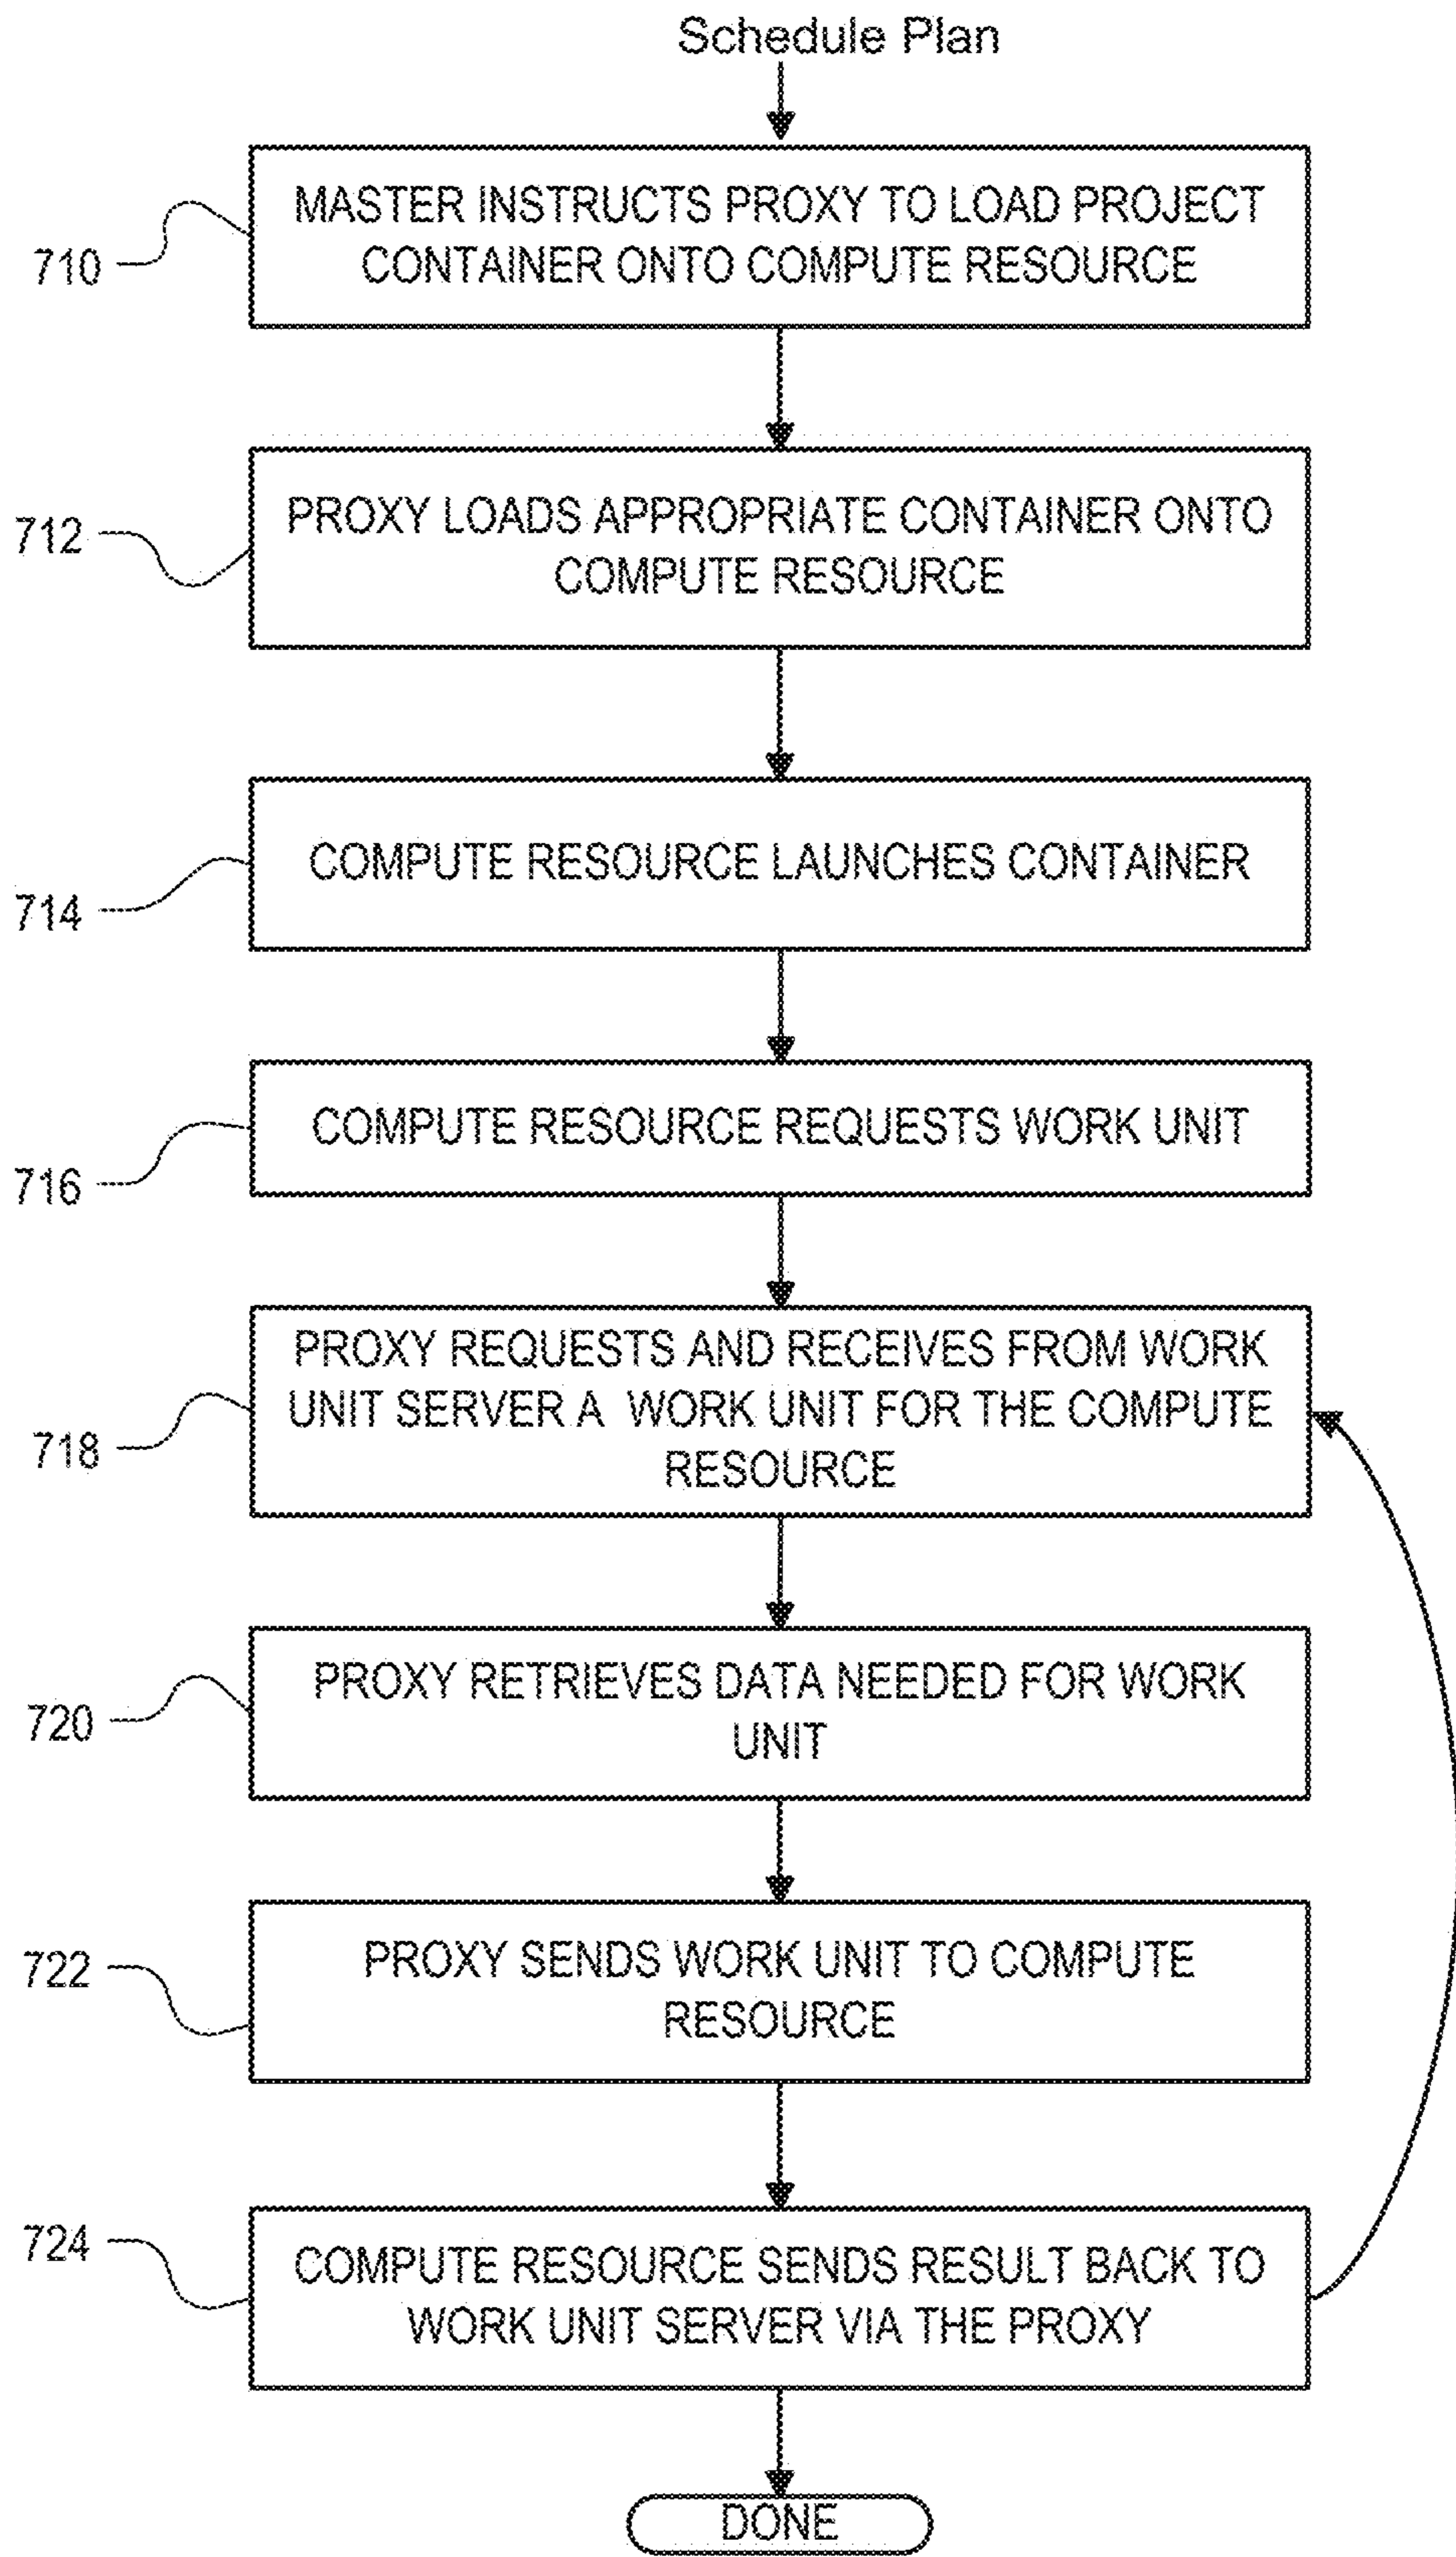 Schedule Plan
MASTER INSTRUCTS PROXY TO LOAD PROJECT
CONTAINER ONTO COMPUTE RESOURCE
710
PROXY LOADS APPROPRIATE CONTAINER ONTO
COMPUTE RESOURCE
712
COMPUTE RESOURCE LAUNCHES CONTAINER
714
COMPUTE RESOURCE REQUESTS WORK UNIT
716
PROXY REQUESTS AND RECEIVES FROM WORK
UNIT SERVER A WORK UNIT FOR THE COMPUTE
RESOURCE
718
PROXY RETRIEVES DATA NEEDED FOR WORK
UNIT
720
PROXY SENDS WORK UNIT TO COMPUTE
RESOURCE
722
COMPUTE RESOURCE SENDS RESULT BACK TO
WORK UNIT SERVER VIA THE PROXY
724
DONE